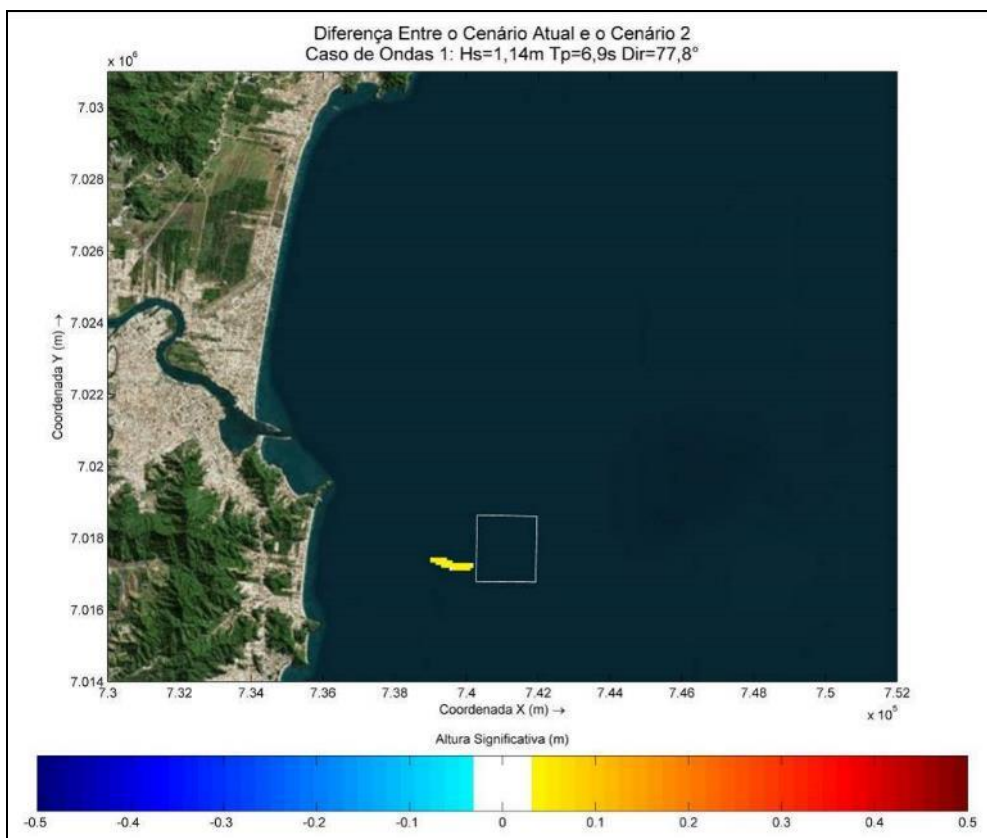 Diferença Entre o Cenário Atual e o Cenário 2
Caso de Ondas 1: Hs=1,14m Tp=6,9s Dir=77,8°
x 10⁶
7.03
7.028
7.026
7.024
7.022
7.02
7.018
7.016
7.014
Coordenada Y (m) →
7.3 7.32 7.34 7.36 7.38 7.4 7.42 7.44 7.46 7.48 7.5 7.52
Coordenada X (m) →
x 10⁵
Altura Significativa (m)
-0.5 -0.4 -0.3 -0.2 -0.1 0 0.1 0.2 0.3 0.4 0.5